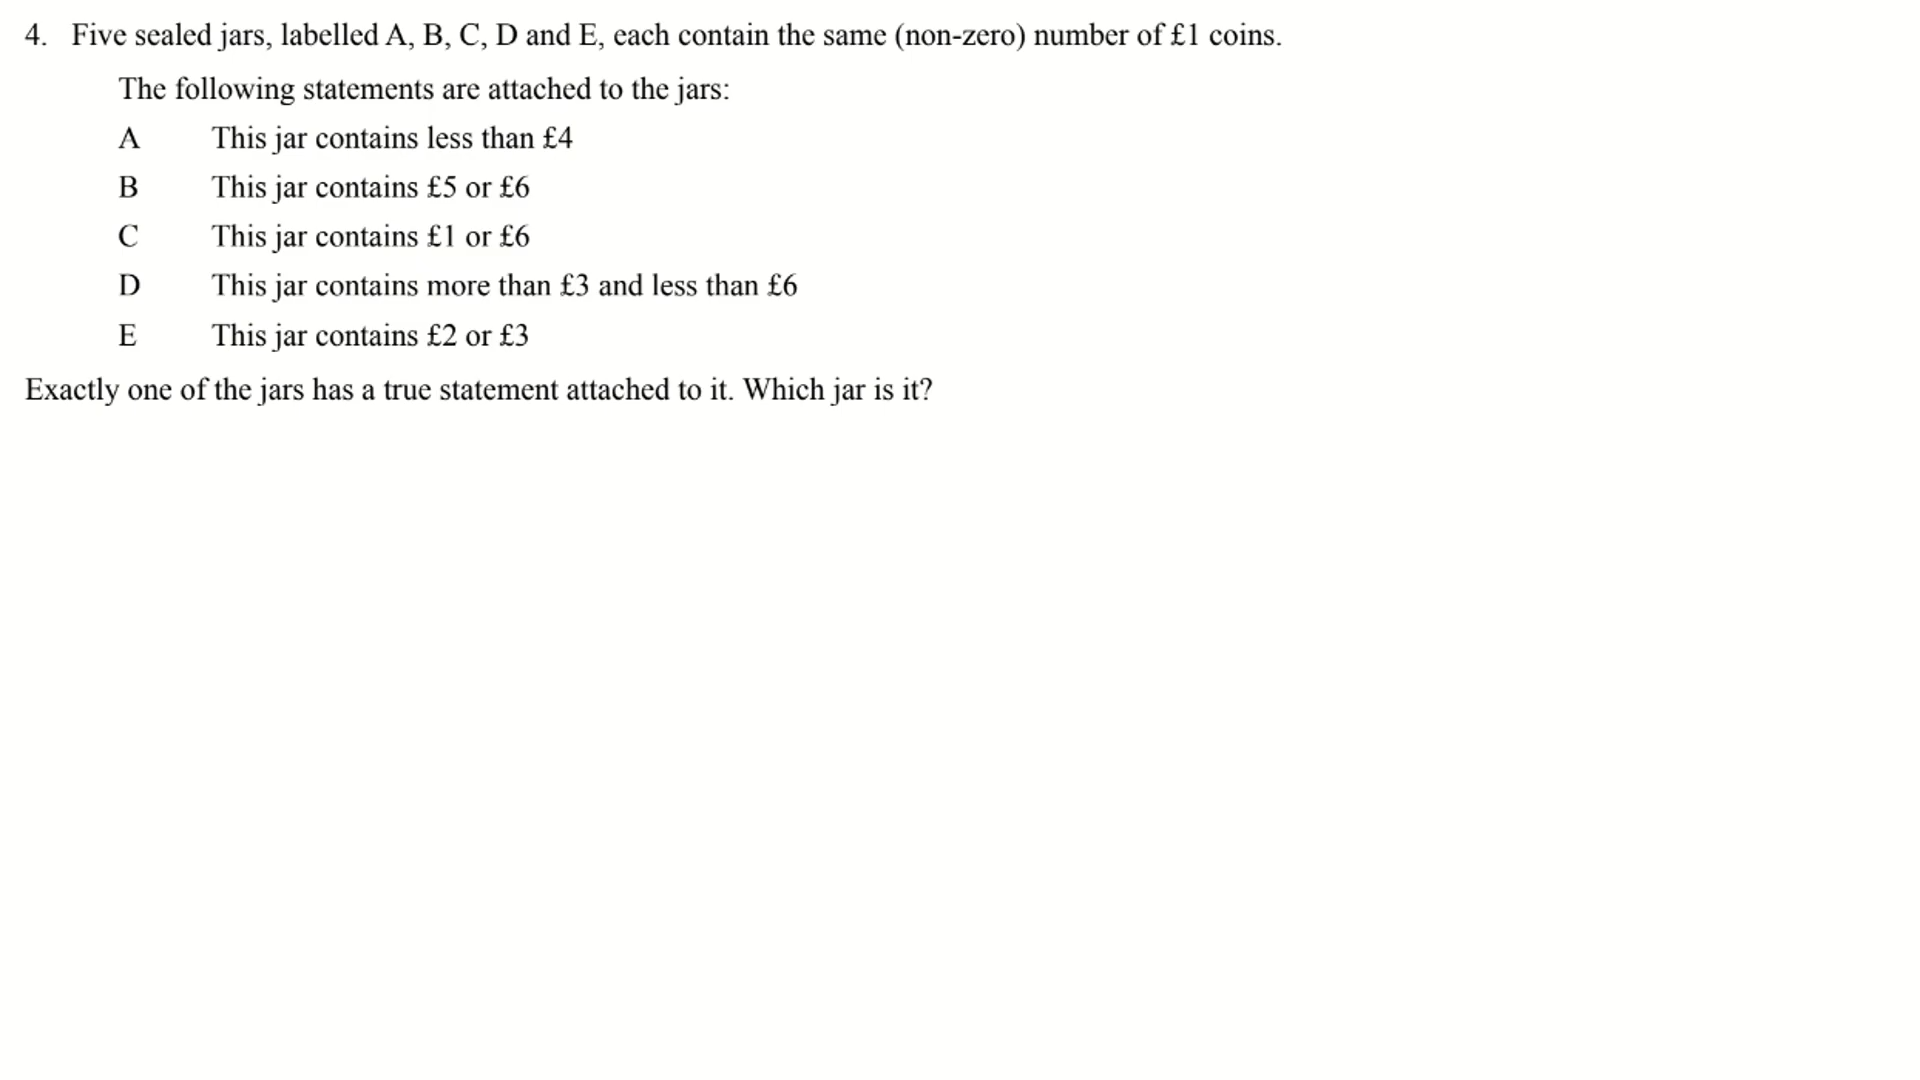 4. Five sealed jars, labelled A, B, C, D and E, each contain the same (non-zero) number of £1 coins.
The following statements are attached to the jars:
A This jar contains less than £4
B This jar contains £5 or £6
C This jar contains £1 or £6
D This jar contains more than £3 and less than £6
E This jar contains £2 or £3
Exactly one of the jars has a true statement attached to it. Which jar is it?